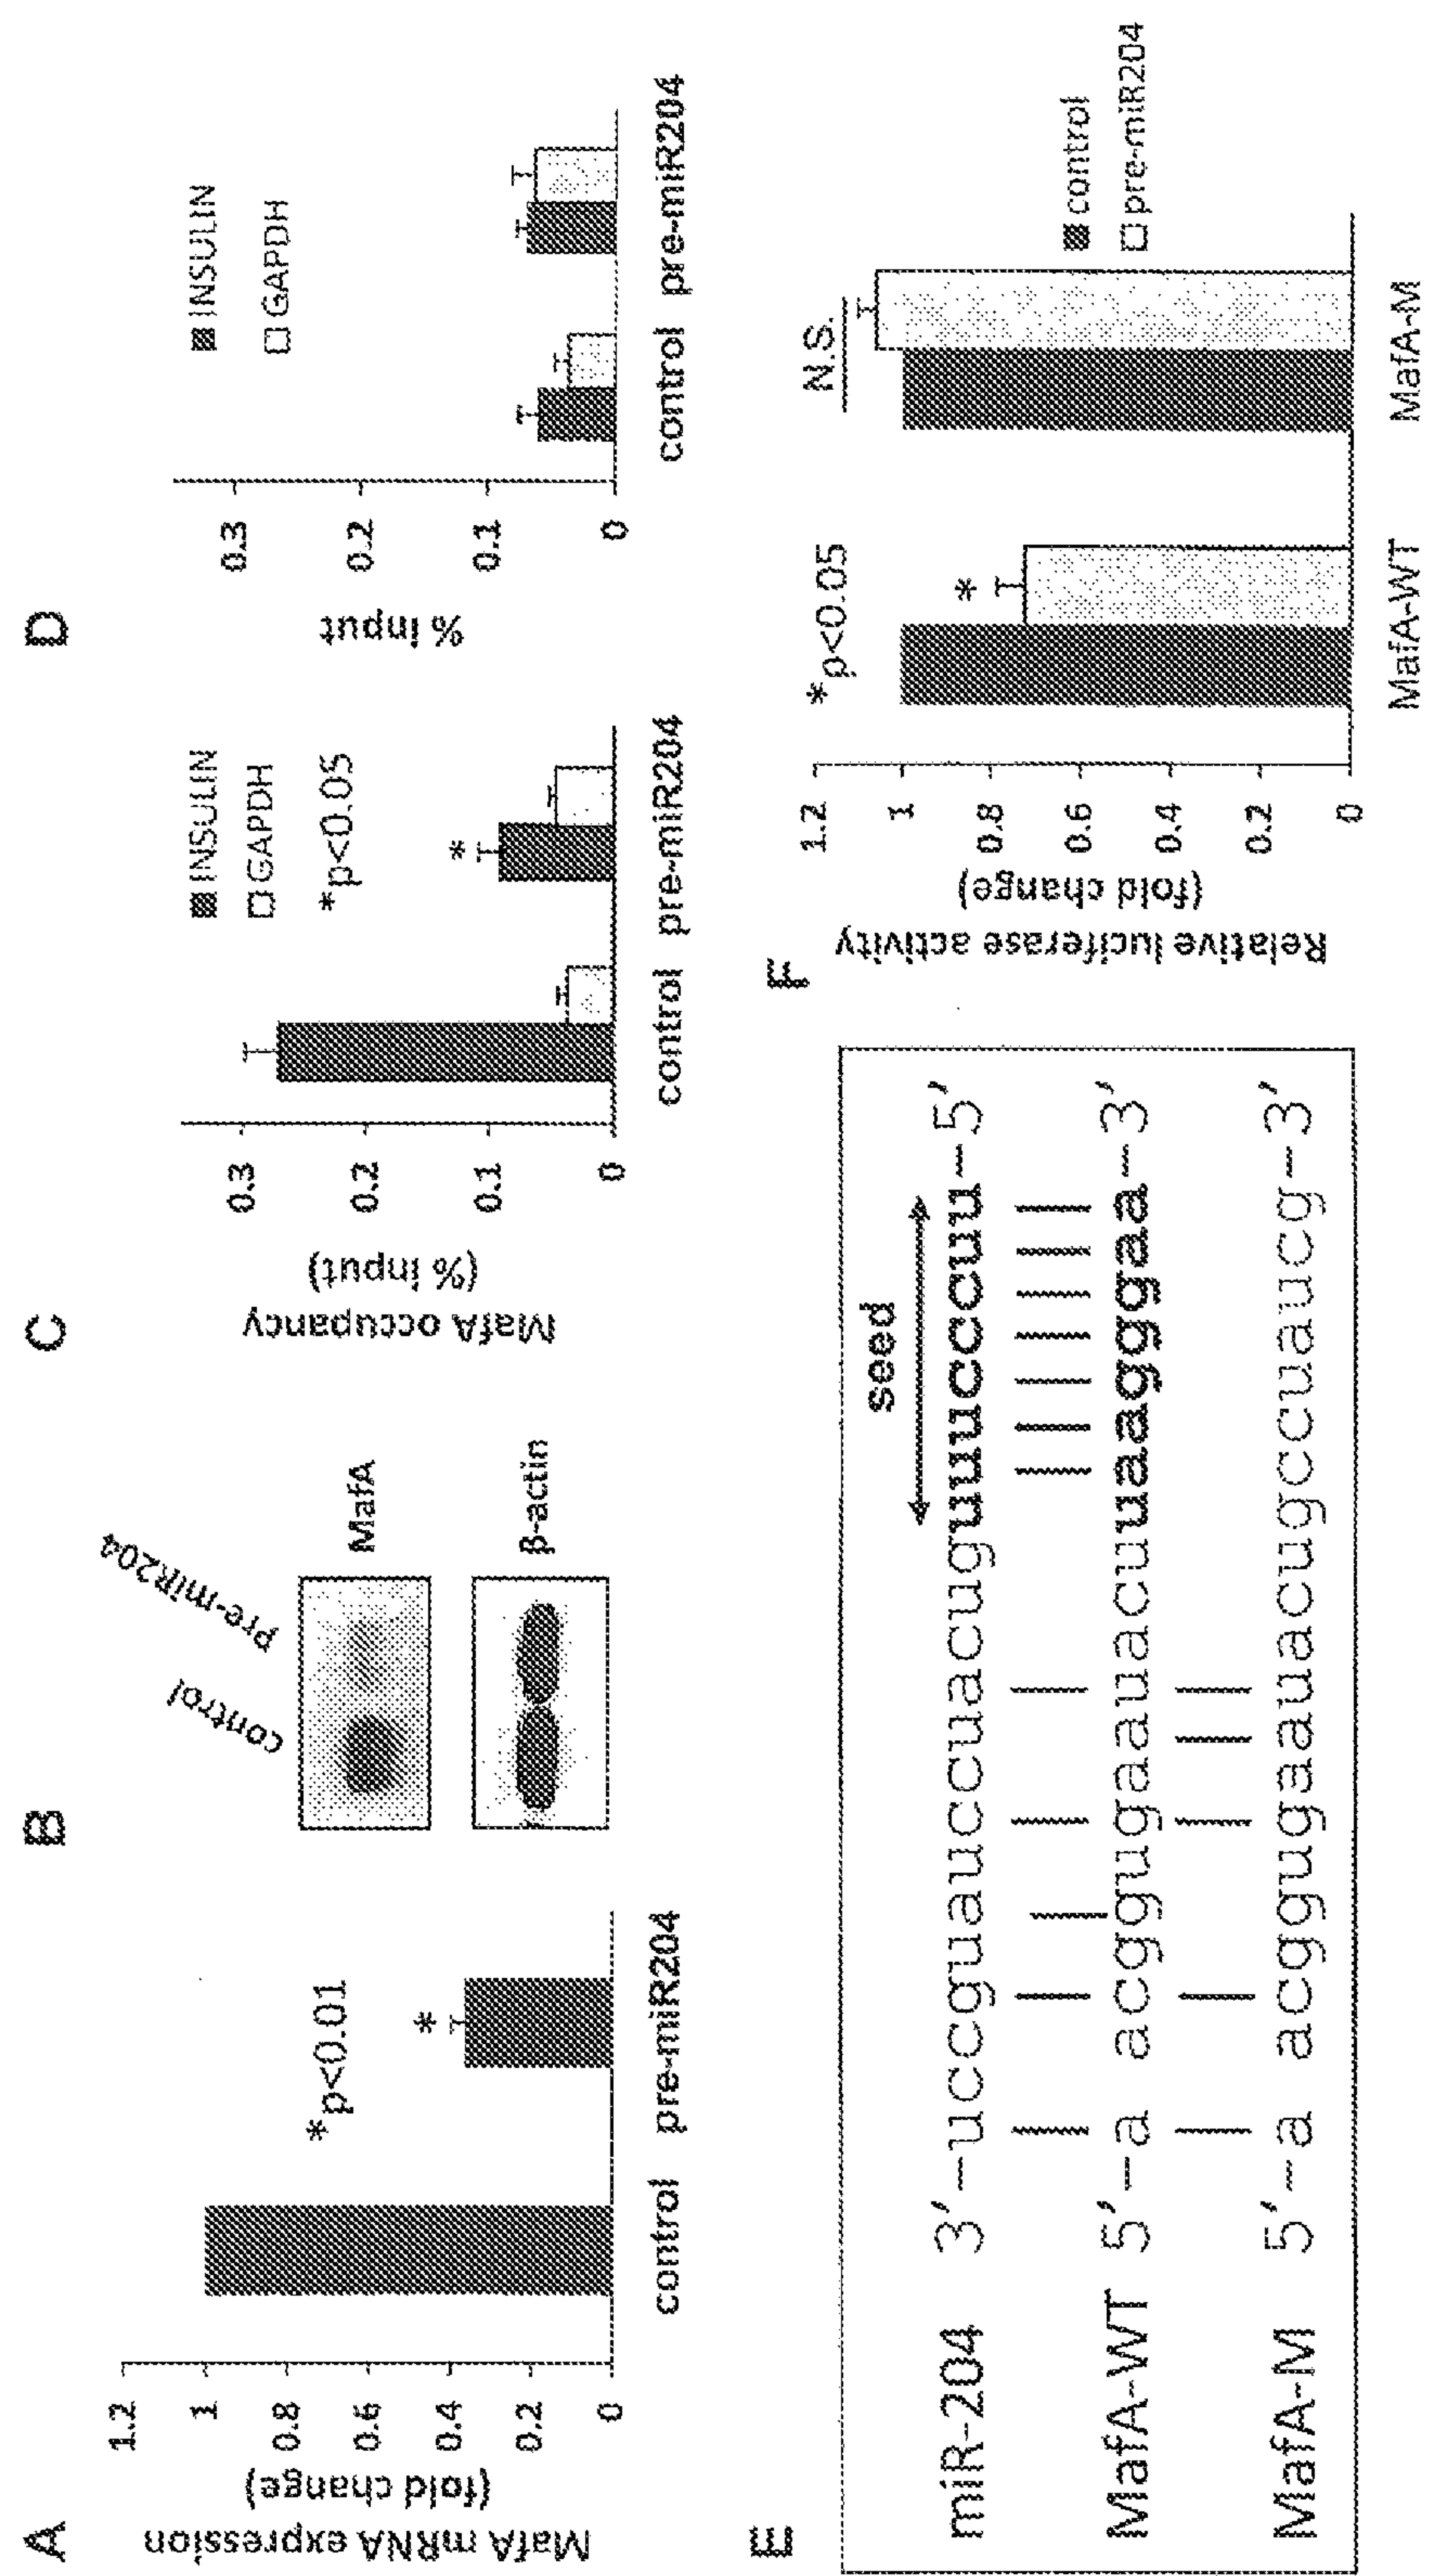 A
MafA mRNA expression
(fold change)
1.2
1
0.8
0.6
0.4
0.2
0
*p<0.01
*
control pre-miR204
B
control
Pre-miR204
MafA
β-actin
C
MafA occupancy
(% input)
0.3
0.2
0.1
0
INSULIN
GAPDH
*p<0.05
*
control pre-miR204
D
% input
0.3
0.2
0.1
0
INSULIN
GAPDH
control pre-miR204
E
seed
miR-204 3'-uccguauccuacuguuucccuu-5'
MafA-WT 5'-a acggugaauacuuaagggaa-3'
MafA-M 5'-a acggugaauacugccuaucg-3'
F
Relative luciferase activity
(fold change)
1.2
1
0.8
0.6
0.4
0.2
0
*p<0.05
*
N.S.
MafA-WT
MafA-M
control
pre-miR204